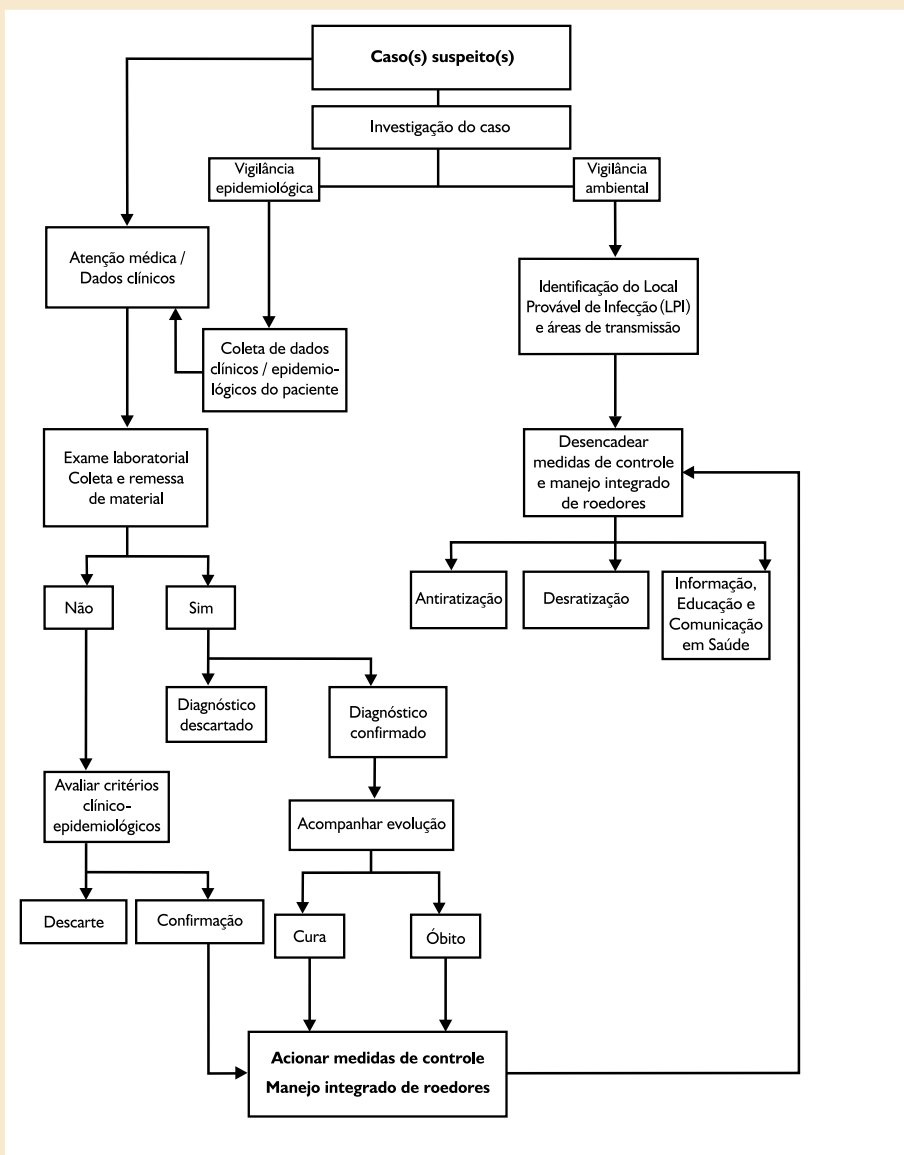 Caso(s) suspeito(s)
Investigação do caso
Vigilância
epidemiológica
Vigilância
ambiental
Atenção médica /
Dados clínicos
Identificação do Local
Provável de Infecção (LPI)
e áreas de transmissão
Coleta de dados
clínicos / epidemio-
lógicos do paciente
Exame laboratorial
Coleta e remessa
de material
Desencadear
medidas de controle
e manejo integrado
de roedores
Não
Sim
Antiratização
Desratização
Informação,
Educação e
Comunicação
em Saúde
Diagnóstico
descartado
Diagnóstico
confirmado
Avaliar critérios
clínico-
epidemiológicos
Acompanhar evolução
Descarte
Confirmação
Cura
Óbito
Acionar medidas de controle
Manejo integrado de roedores